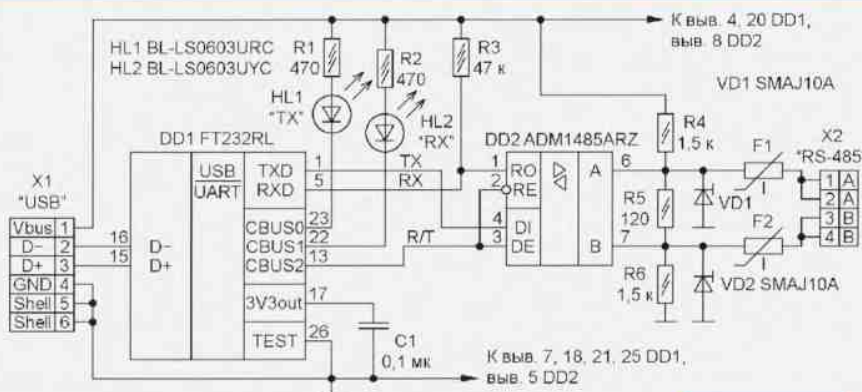 К выв. 4, 20 DD1,
выв. 8 DD2
HL1 BL-LS0603URC
HL2 BL-LS0603UYC
R1
470
R2
470
R3
47 к
VD1 SMAJ10A
HL1
"TX"
HL2
"RX"
R4
1,5 к
DD1 FT232RL
DD2 ADM1485ARZ
F1
X2
"RS-485"
X1
"USB"
USB
UART
TXD
RXD
1
5
TX
RX
1
2
RO
RE
A
6
1 A
2 A
3 B
4 B
VD1
R5
120
F2
Vbus 1
D– 2
D+ 3
GND 4
Shell 5
Shell 6
16
15
D–
D+
CBUS0
CBUS1
CBUS2
23
22
13
R/T
4
3
DI
DE
B
7
R6
1,5 к
VD2 SMAJ10A
3V3out
17
TEST
26
C1
0,1 мк
К выв. 7, 18, 21, 25 DD1,
выв. 5 DD2
I
I